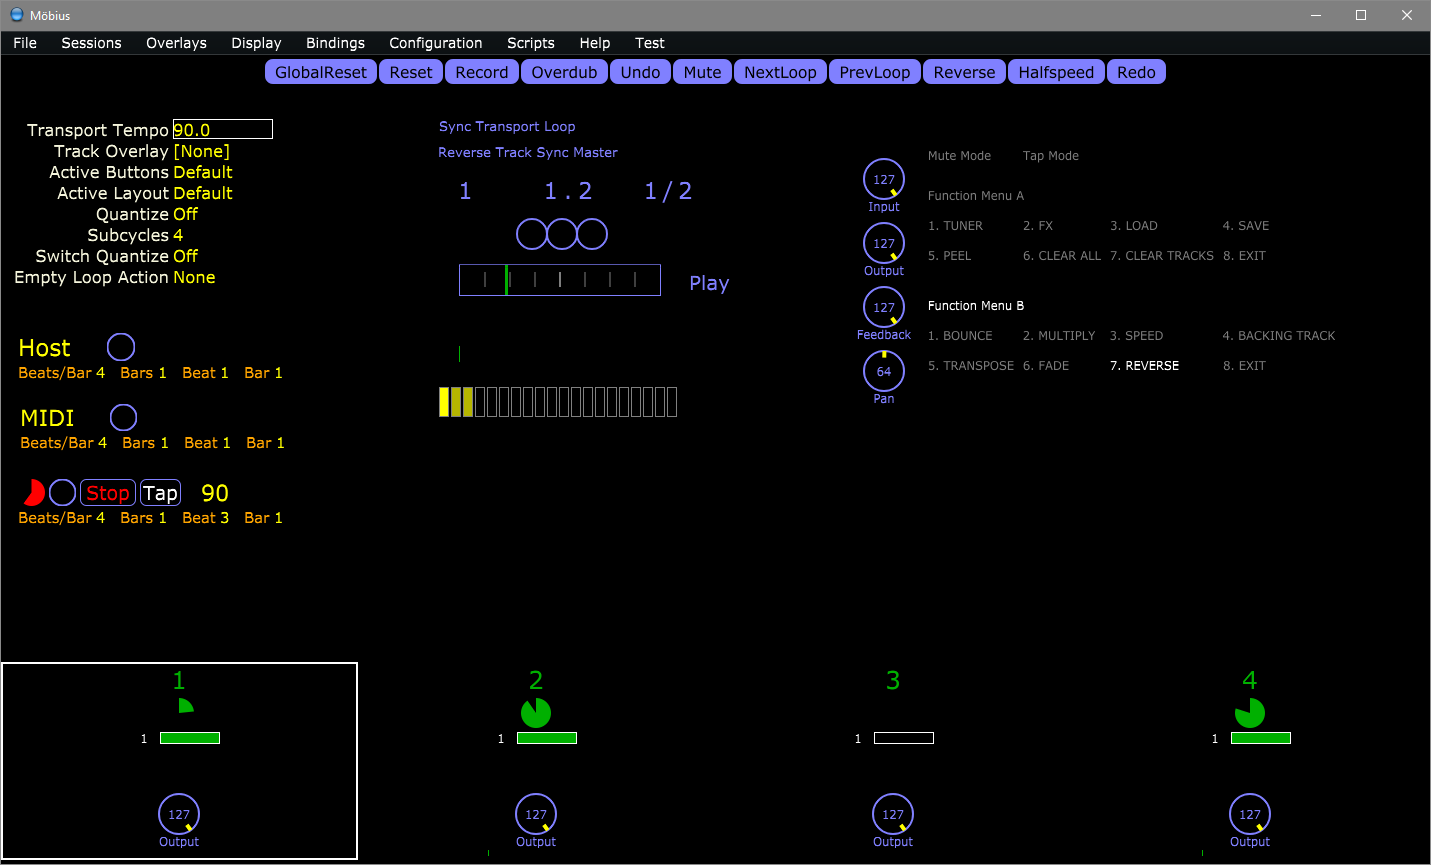 Möbius
File Sessions Overlays Display Bindings Configuration Scripts Help Test
GlobalReset Reset Record Overdub Undo Mute NextLoop PrevLoop Reverse Halfspeed Redo
Transport Tempo 90.0
Track Overlay [None]
Active Buttons Default
Active Layout Default
Quantize Off
Subcycles 4
Switch Quantize Off
Empty Loop Action None
Host
Beats/Bar 4 Bars 1 Beat 1 Bar 1
MIDI
Beats/Bar 4 Bars 1 Beat 1 Bar 1
Stop Tap 90
Beats/Bar 4 Bars 1 Beat 3 Bar 1
Sync Transport Loop
Reverse Track Sync Master
1 1.2 1/2
Play
127
Input
127
Output
127
Feedback
64
Pan
Mute Mode Tap Mode
Function Menu A
1. TUNER 2. FX 3. LOAD 4. SAVE
5. PEEL 6. CLEAR ALL 7. CLEAR TRACKS 8. EXIT
Function Menu B
1. BOUNCE 2. MULTIPLY 3. SPEED 4. BACKING TRACK
5. TRANSPOSE 6. FADE 7. REVERSE 8. EXIT
1 2 3 4
1 1 1 1
127 127 127 127
Output Output Output Output